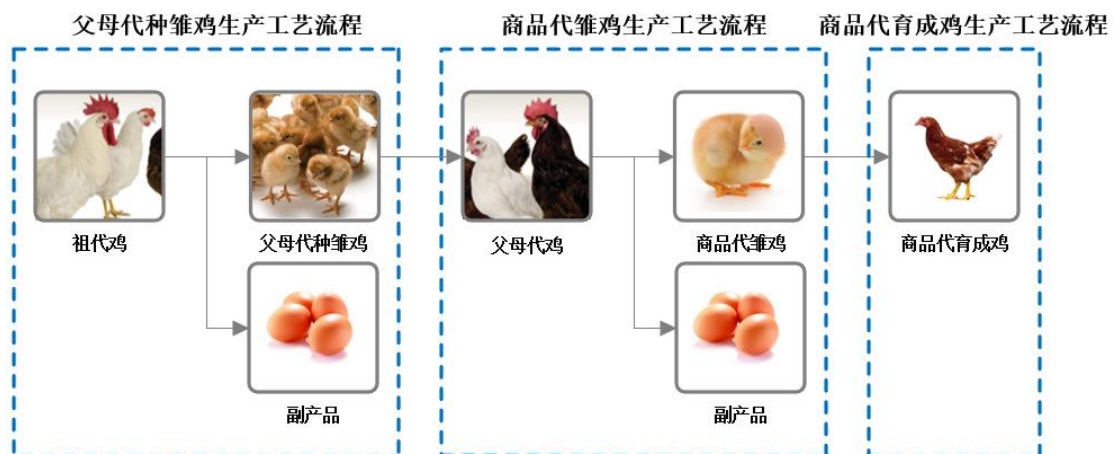 父母代种雏鸡生产工艺流程
商品代雏鸡生产工艺流程
商品代育成鸡生产工艺流程
祖代鸡
父母代种雏鸡
父母代鸡
商品代雏鸡
商品代育成鸡
副产品
副产品